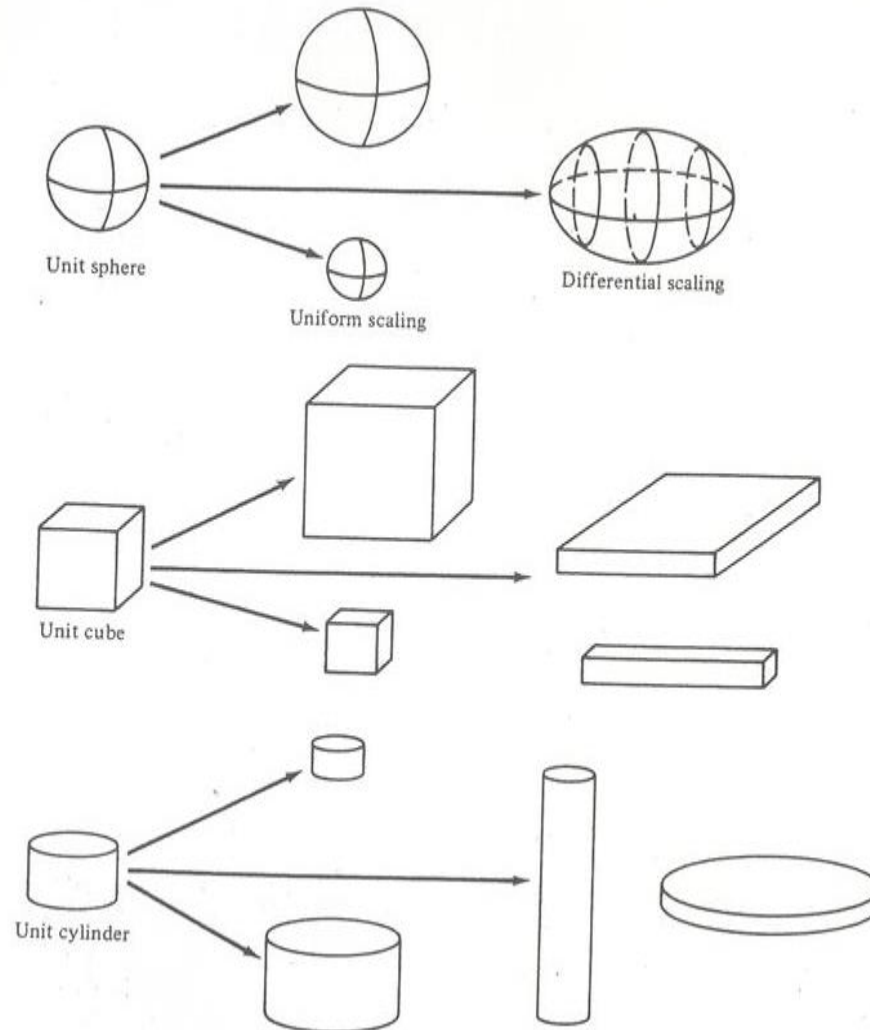 Unit sphere
Uniform scaling
Differential scaling
Unit cube
Unit cylinder